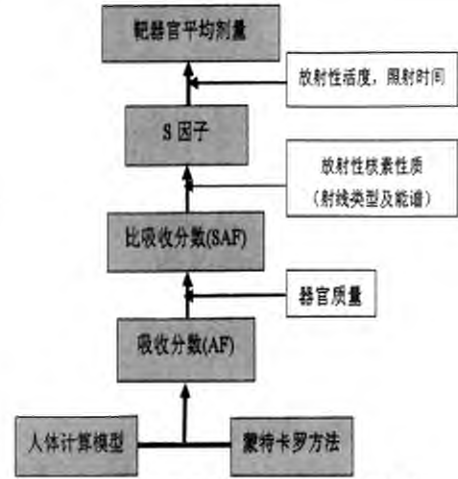 靶器官平均剂量
放射性活度，照射时间
S 因子
放射性核素性质
（射线类型及能谱）
比吸收分数(SAF)
器官质量
吸收分数(AF)
人体计算模型
蒙特卡罗方法